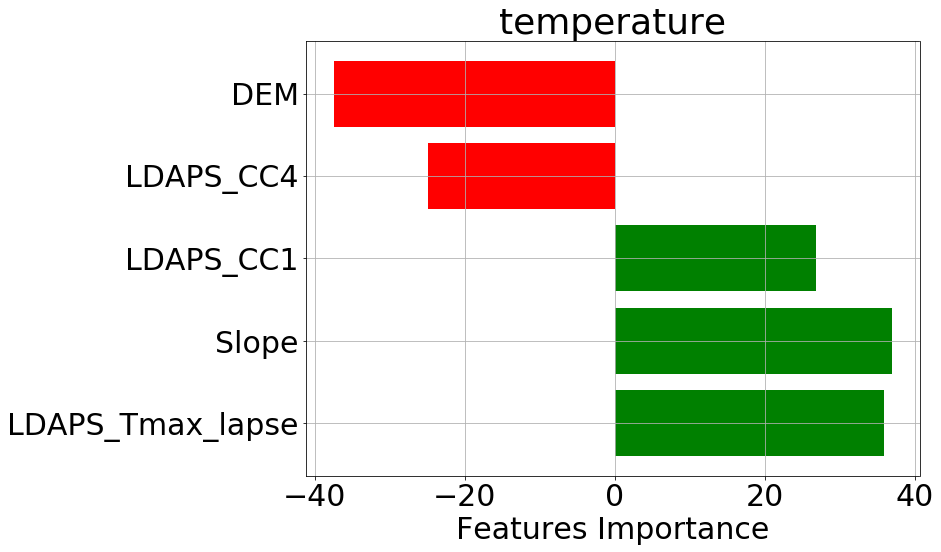 temperature
DEM
LDAPS_CC4
LDAPS_CC1
Slope
LDAPS_Tmax_lapse
−40 −20 0 20 40
Features Importance